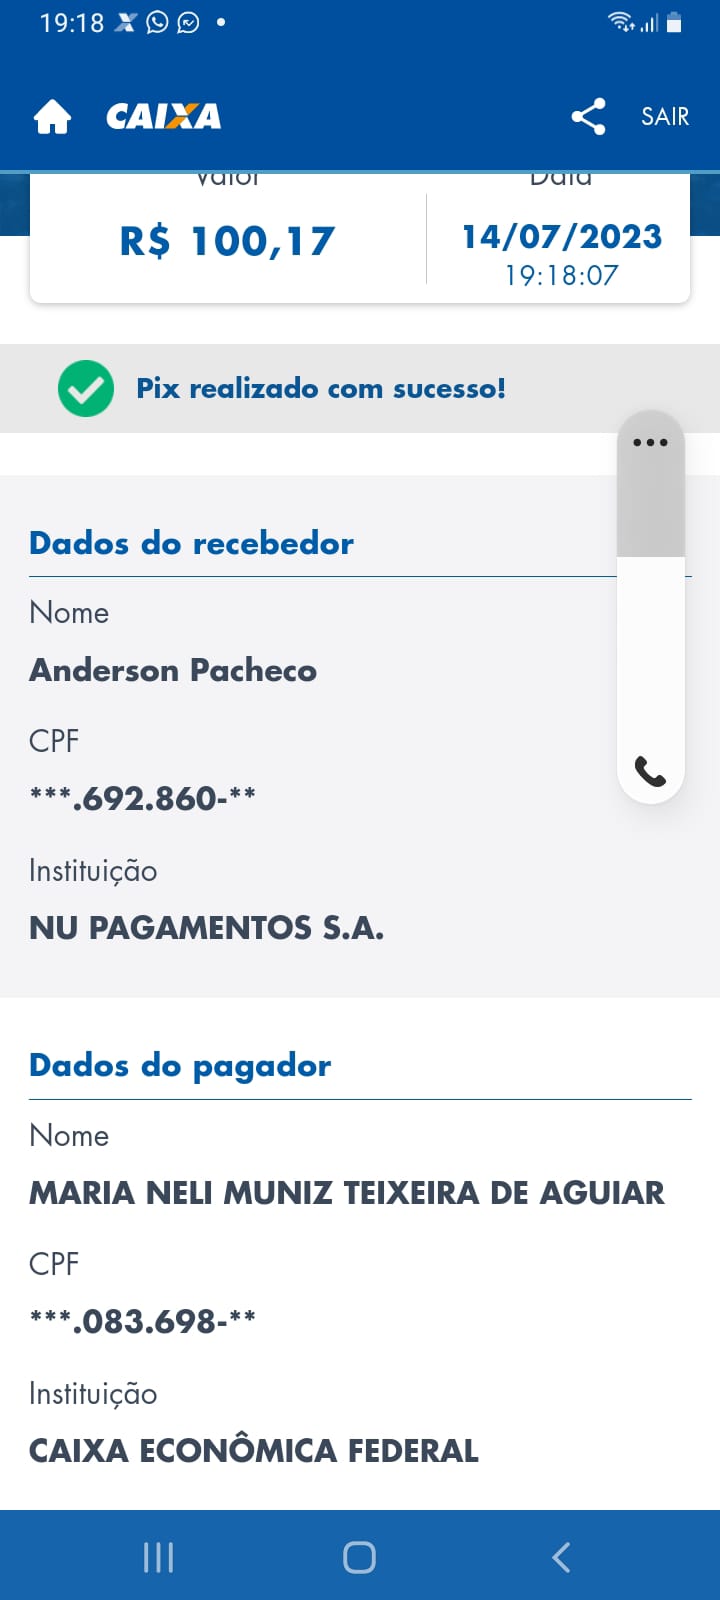 19:18
CAIXA
SAIR
Valor
Data
R$ 100,17
14/07/2023
19:18:07
Pix realizado com sucesso!
Dados do recebedor
Nome
Anderson Pacheco
CPF
***.692.860-**
Instituição
NU PAGAMENTOS S.A.
Dados do pagador
Nome
MARIA NELI MUNIZ TEIXEIRA DE AGUIAR
CPF
***.083.698-**
Instituição
CAIXA ECONÔMICA FEDERAL